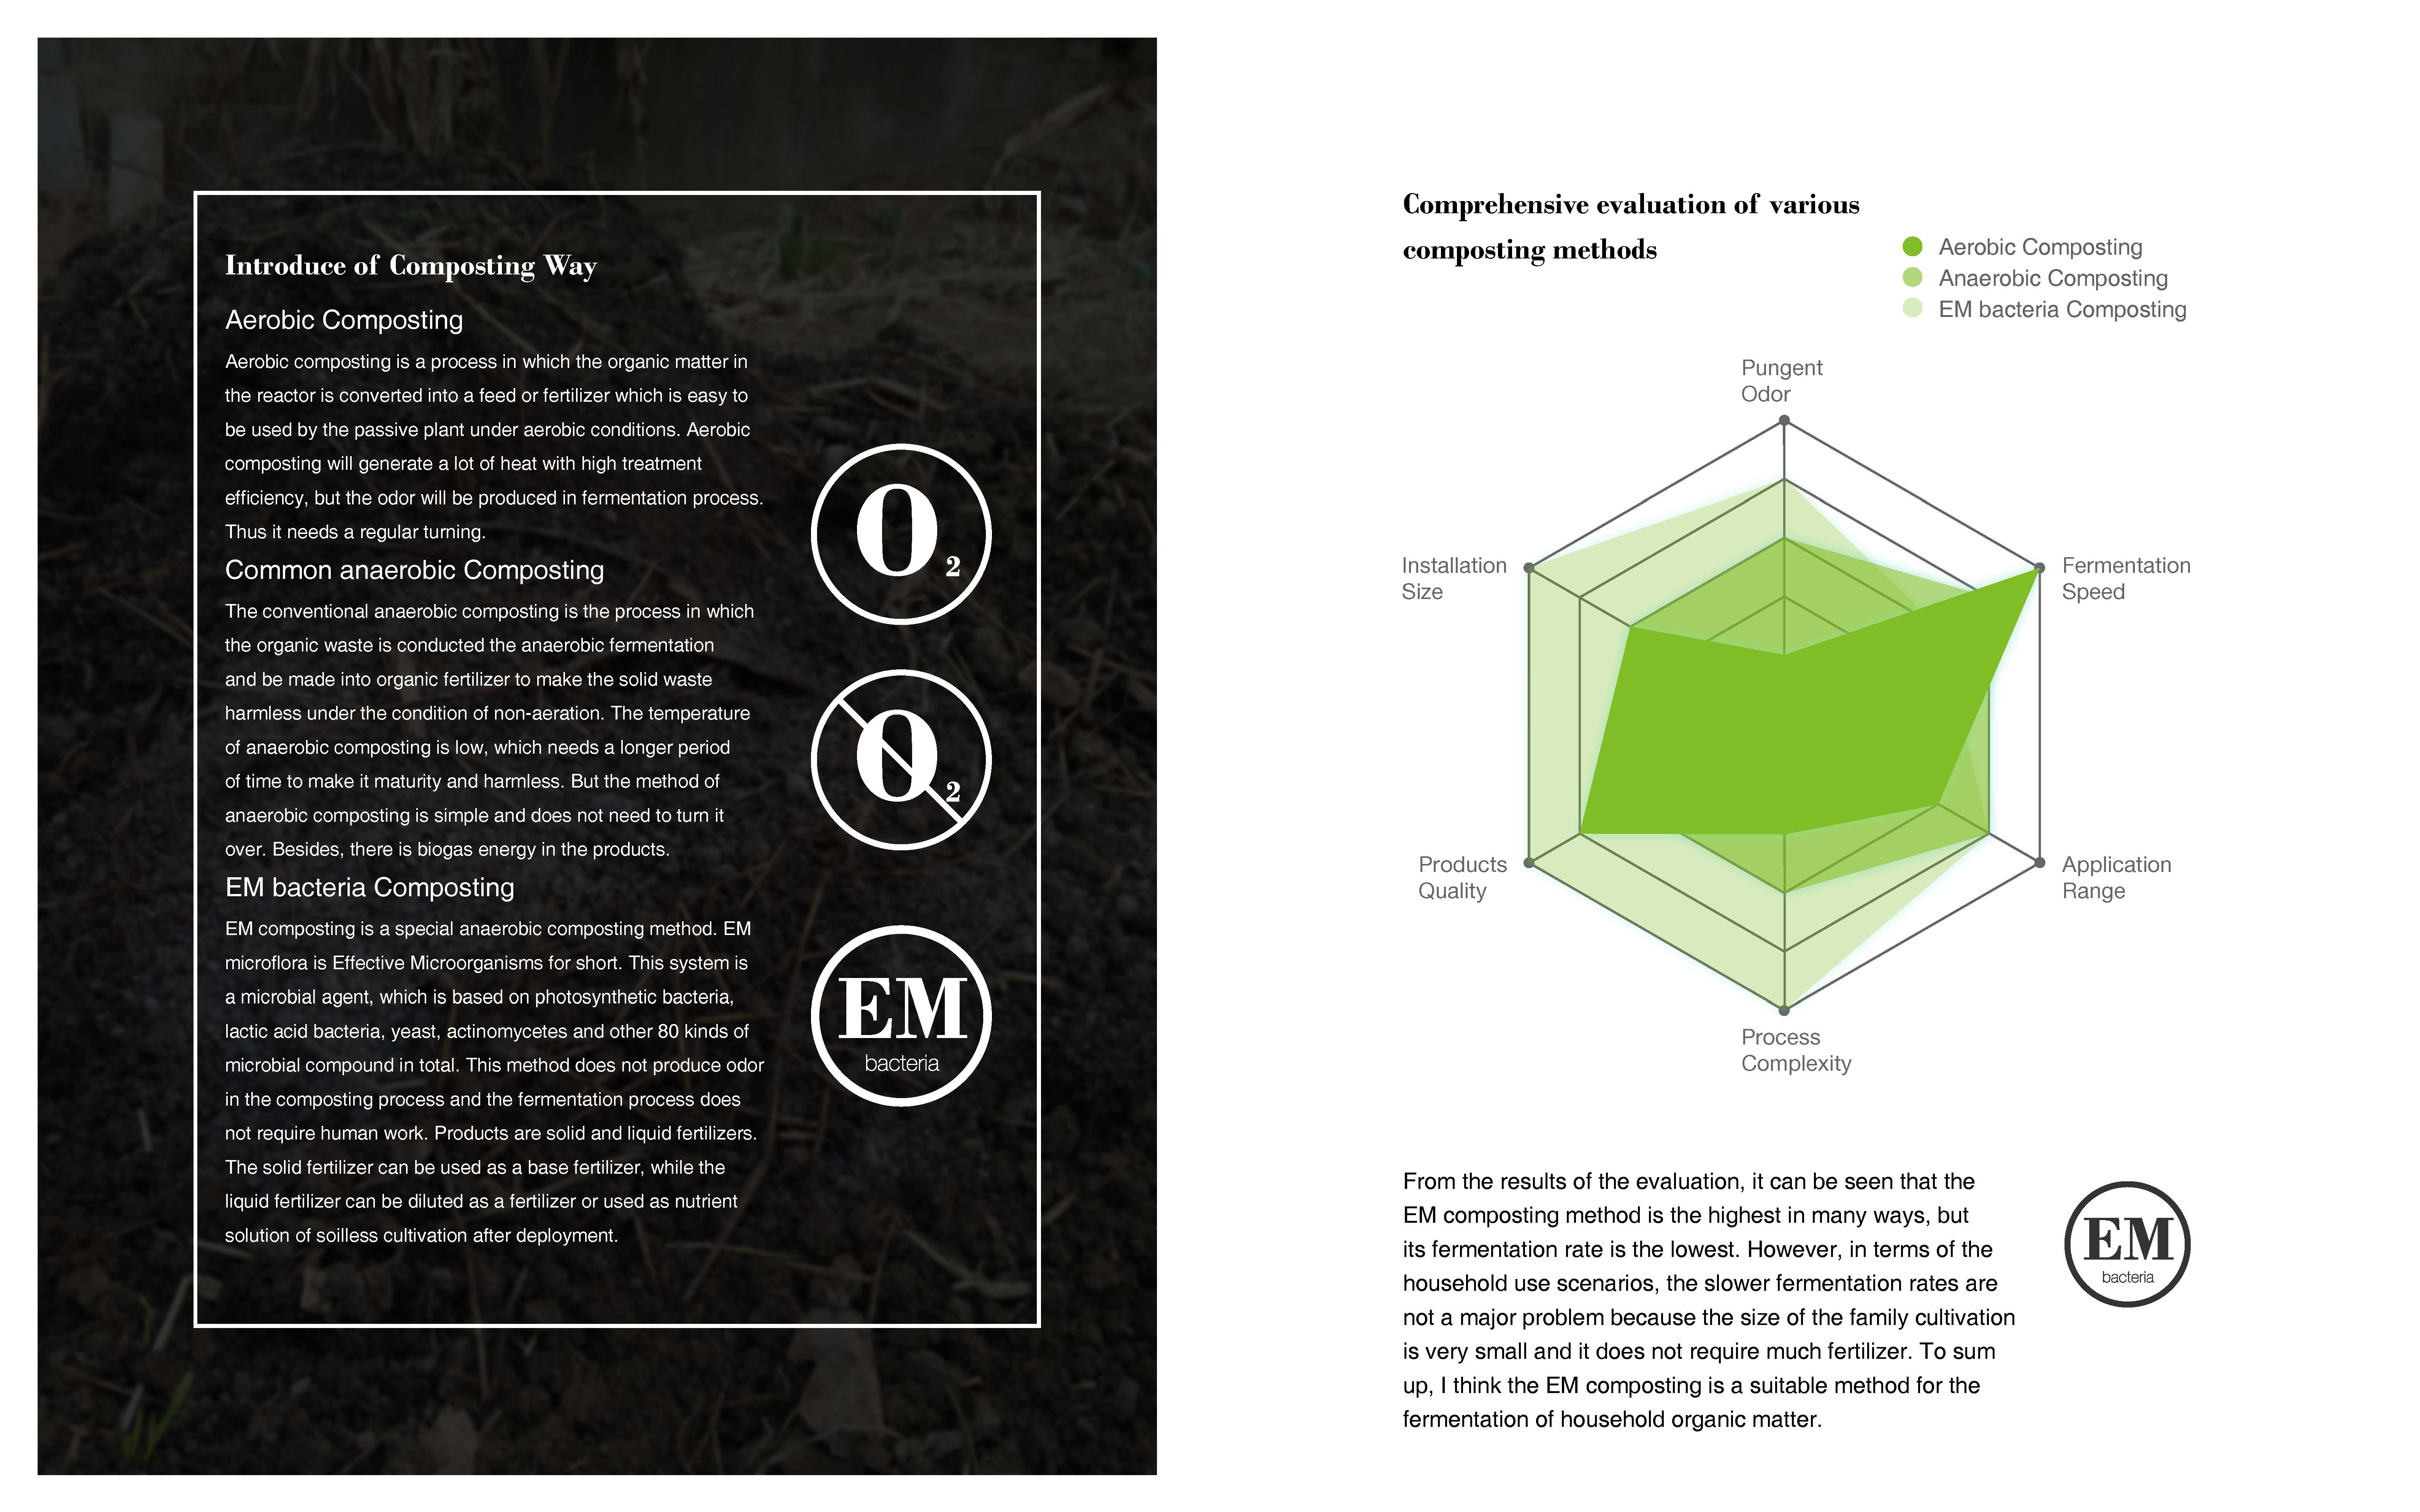 Introduce of Composting Way
Aerobic Composting
Aerobic composting is a process in which the organic matter in
the reactor is converted into a feed or fertilizer which is easy to
be used by the passive plant under aerobic conditions. Aerobic
composting will generate a lot of heat with high treatment
efficiency, but the odor will be produced in fermentation process.
Thus it needs a regular turning.
Common anaerobic Composting
The conventional anaerobic composting is the process in which
the organic waste is conducted the anaerobic fermentation
and be made into organic fertilizer to make the solid waste
harmless under the condition of non-aeration. The temperature
of anaerobic composting is low, which needs a longer period
of time to make it maturity and harmless. But the method of
anaerobic composting is simple and does not need to turn it
over. Besides, there is biogas energy in the products.
EM bacteria Composting
EM composting is a special anaerobic composting method. EM
microflora is Effective Microorganisms for short. This system is
a microbial agent, which is based on photosynthetic bacteria,
lactic acid bacteria, yeast, actinomycetes and other 80 kinds of
microbial compound in total. This method does not produce odor
in the composting process and the fermentation process does
not require human work. Products are solid and liquid fertilizers.
The solid fertilizer can be used as a base fertilizer, while the
liquid fertilizer can be diluted as a fertilizer or used as nutrient
solution of soilless cultivation after deployment.
O2
O2
EM
bacteria
Comprehensive evaluation of various
composting methods
Aerobic Composting
Anaerobic Composting
EM bacteria Composting
Pungent
Odor
Installation
Size
Fermentation
Speed
Products
Quality
Application
Range
Process
Complexity
From the results of the evaluation, it can be seen that the
EM composting method is the highest in many ways, but
its fermentation rate is the lowest. However, in terms of the
household use scenarios, the slower fermentation rates are
not a major problem because the size of the family cultivation
is very small and it does not require much fertilizer. To sum
up, I think the EM composting is a suitable method for the
fermentation of household organic matter.
EM
bacteria